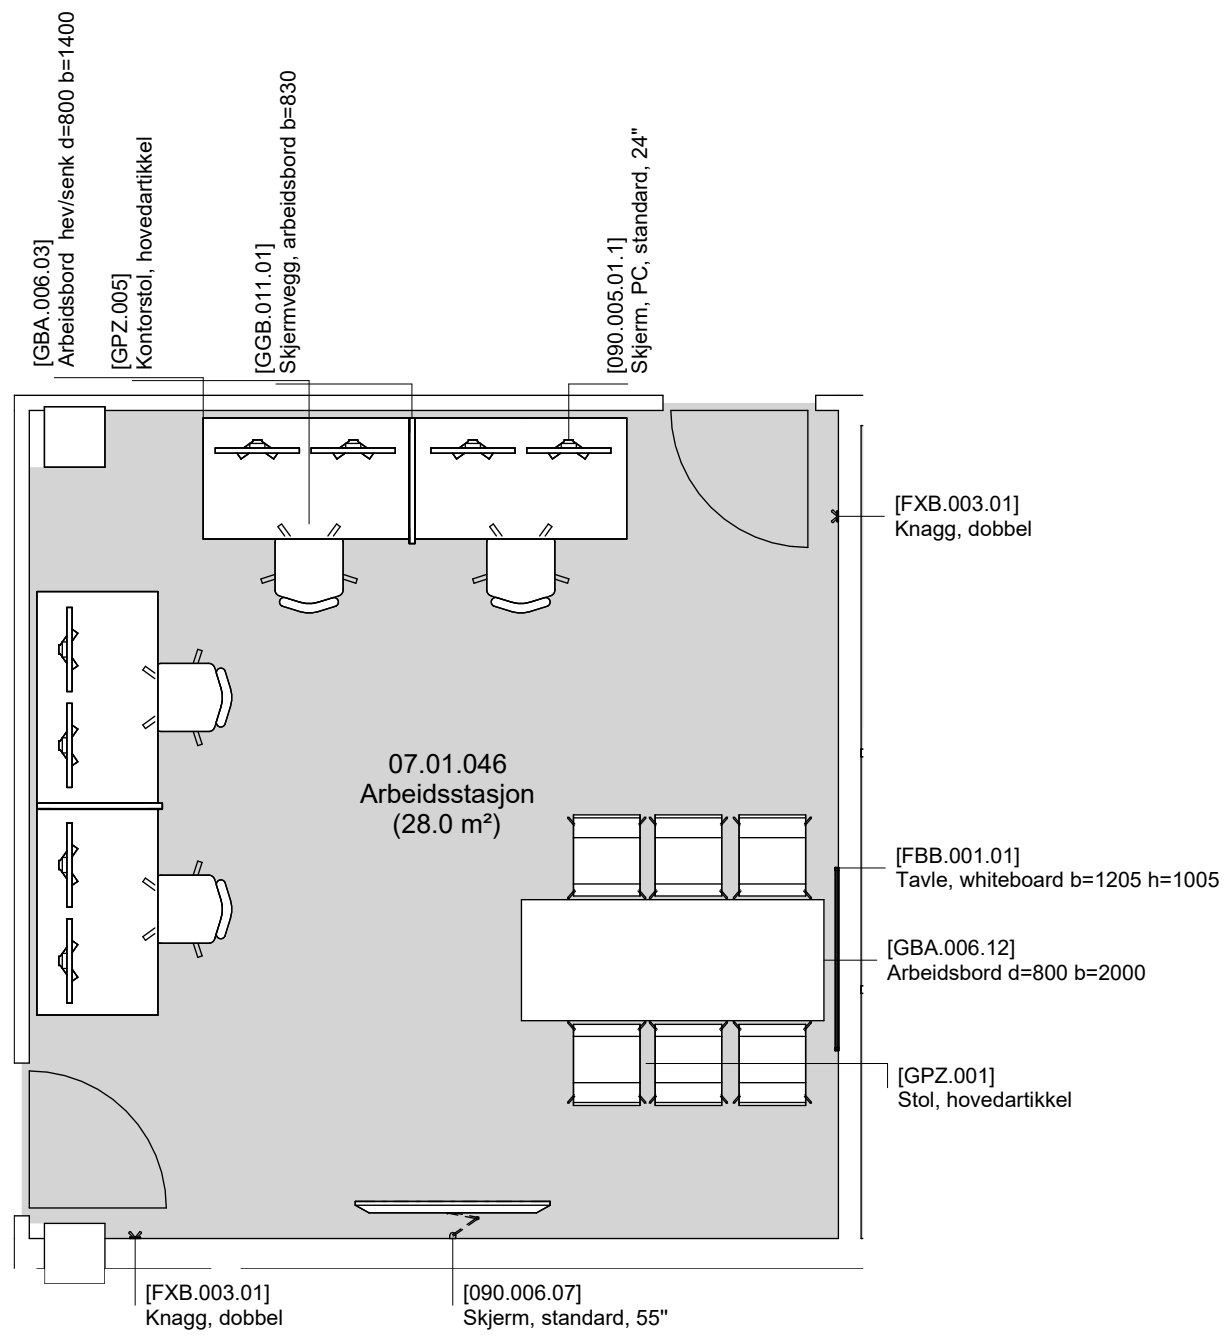 [GBA.006.03]
Arbeidsbord  hev/senk d=800 b=1400
[GPZ.005]
Kontorstol, hovedartikkel
[GGB.011.01]
Skjermvegg, arbeidsbord b=830
[090.005.01.1]
Skjerm, PC, standard, 24"
[FXB.003.01]
Knagg, dobbel
07.01.046
Arbeidsstasjon
(28.0 m²)
[FBB.001.01]
Tavle, whiteboard b=1205 h=1005
[GBA.006.12]
Arbeidsbord d=800 b=2000
[GPZ.001]
Stol, hovedartikkel
[FXB.003.01]
Knagg, dobbel
[090.006.07]
Skjerm, standard, 55"